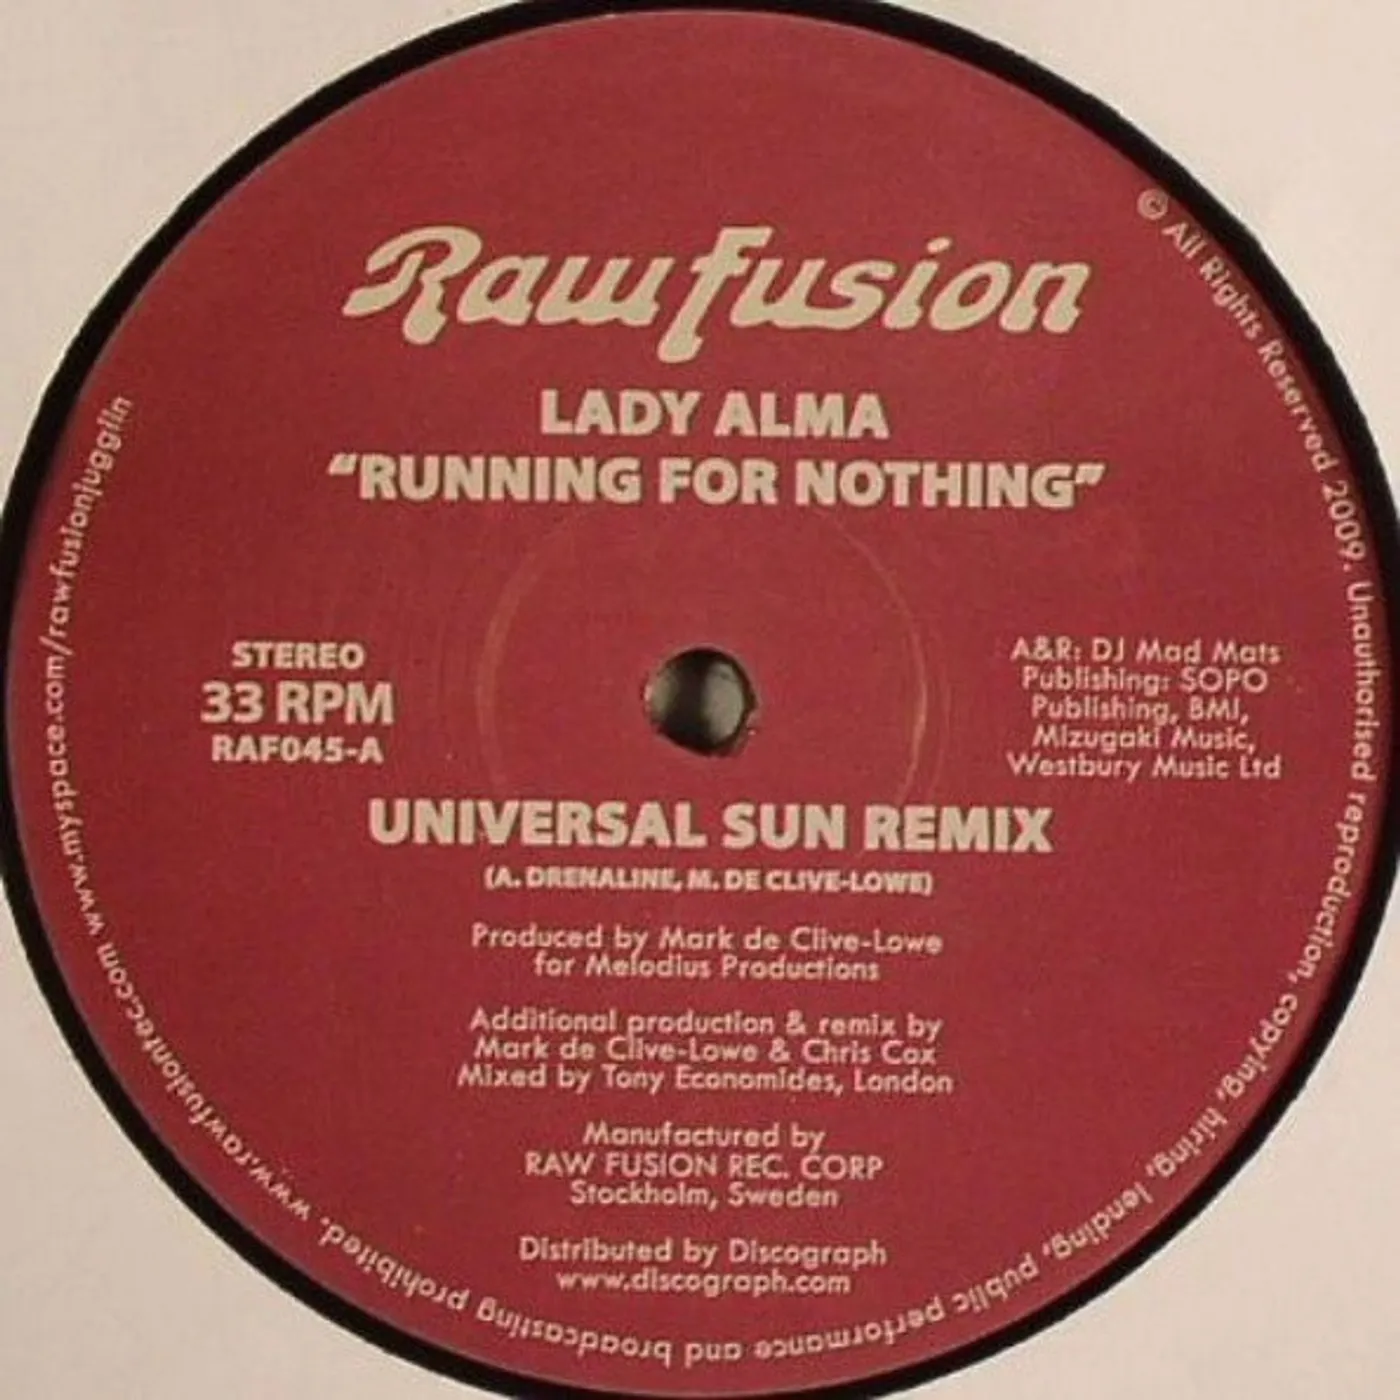 Raw fusion
LADY ALMA
"RUNNING FOR NOTHING"
STEREO
33 RPM
RAF045-A
A&R: DJ Mad Mats
Publishing: SOPO
Publishing, BMI,
Mizugaki Music,
Westbury Music Ltd
UNIVERSAL SUN REMIX
(A. DRENALINE, M. DE CLIVE-LOWE)
Produced by Mark de Clive-Lowe
for Melodius Productions
Additional production & remix by
Mark de Clive-Lowe & Chris Cox
Mixed by Tony Economides, London
Manufactured by
RAW FUSION REC. CORP
Stockholm, Sweden
Distributed by Discograph
www.discograph.com
© All Rights Reserved 2009. Unauthorised reproduction, copying, hiring, lending, public performance and broadcasting prohibited. www.rawfusionrec.com www.myspace.com/rawfusionjugglin